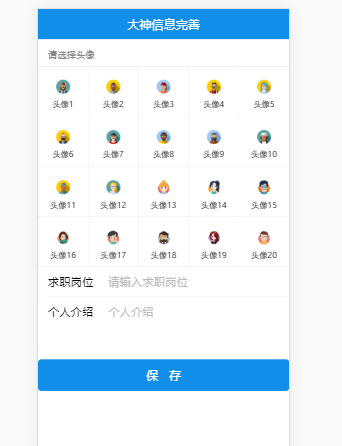 大神信息完善
请选择头像
头像1 头像2 头像3 头像4 头像5
头像6 头像7 头像8 头像9 头像10
头像11 头像12 头像13 头像14 头像15
头像16 头像17 头像18 头像19 头像20
求职岗位 请输入求职岗位
个人介绍 个人介绍
保 存